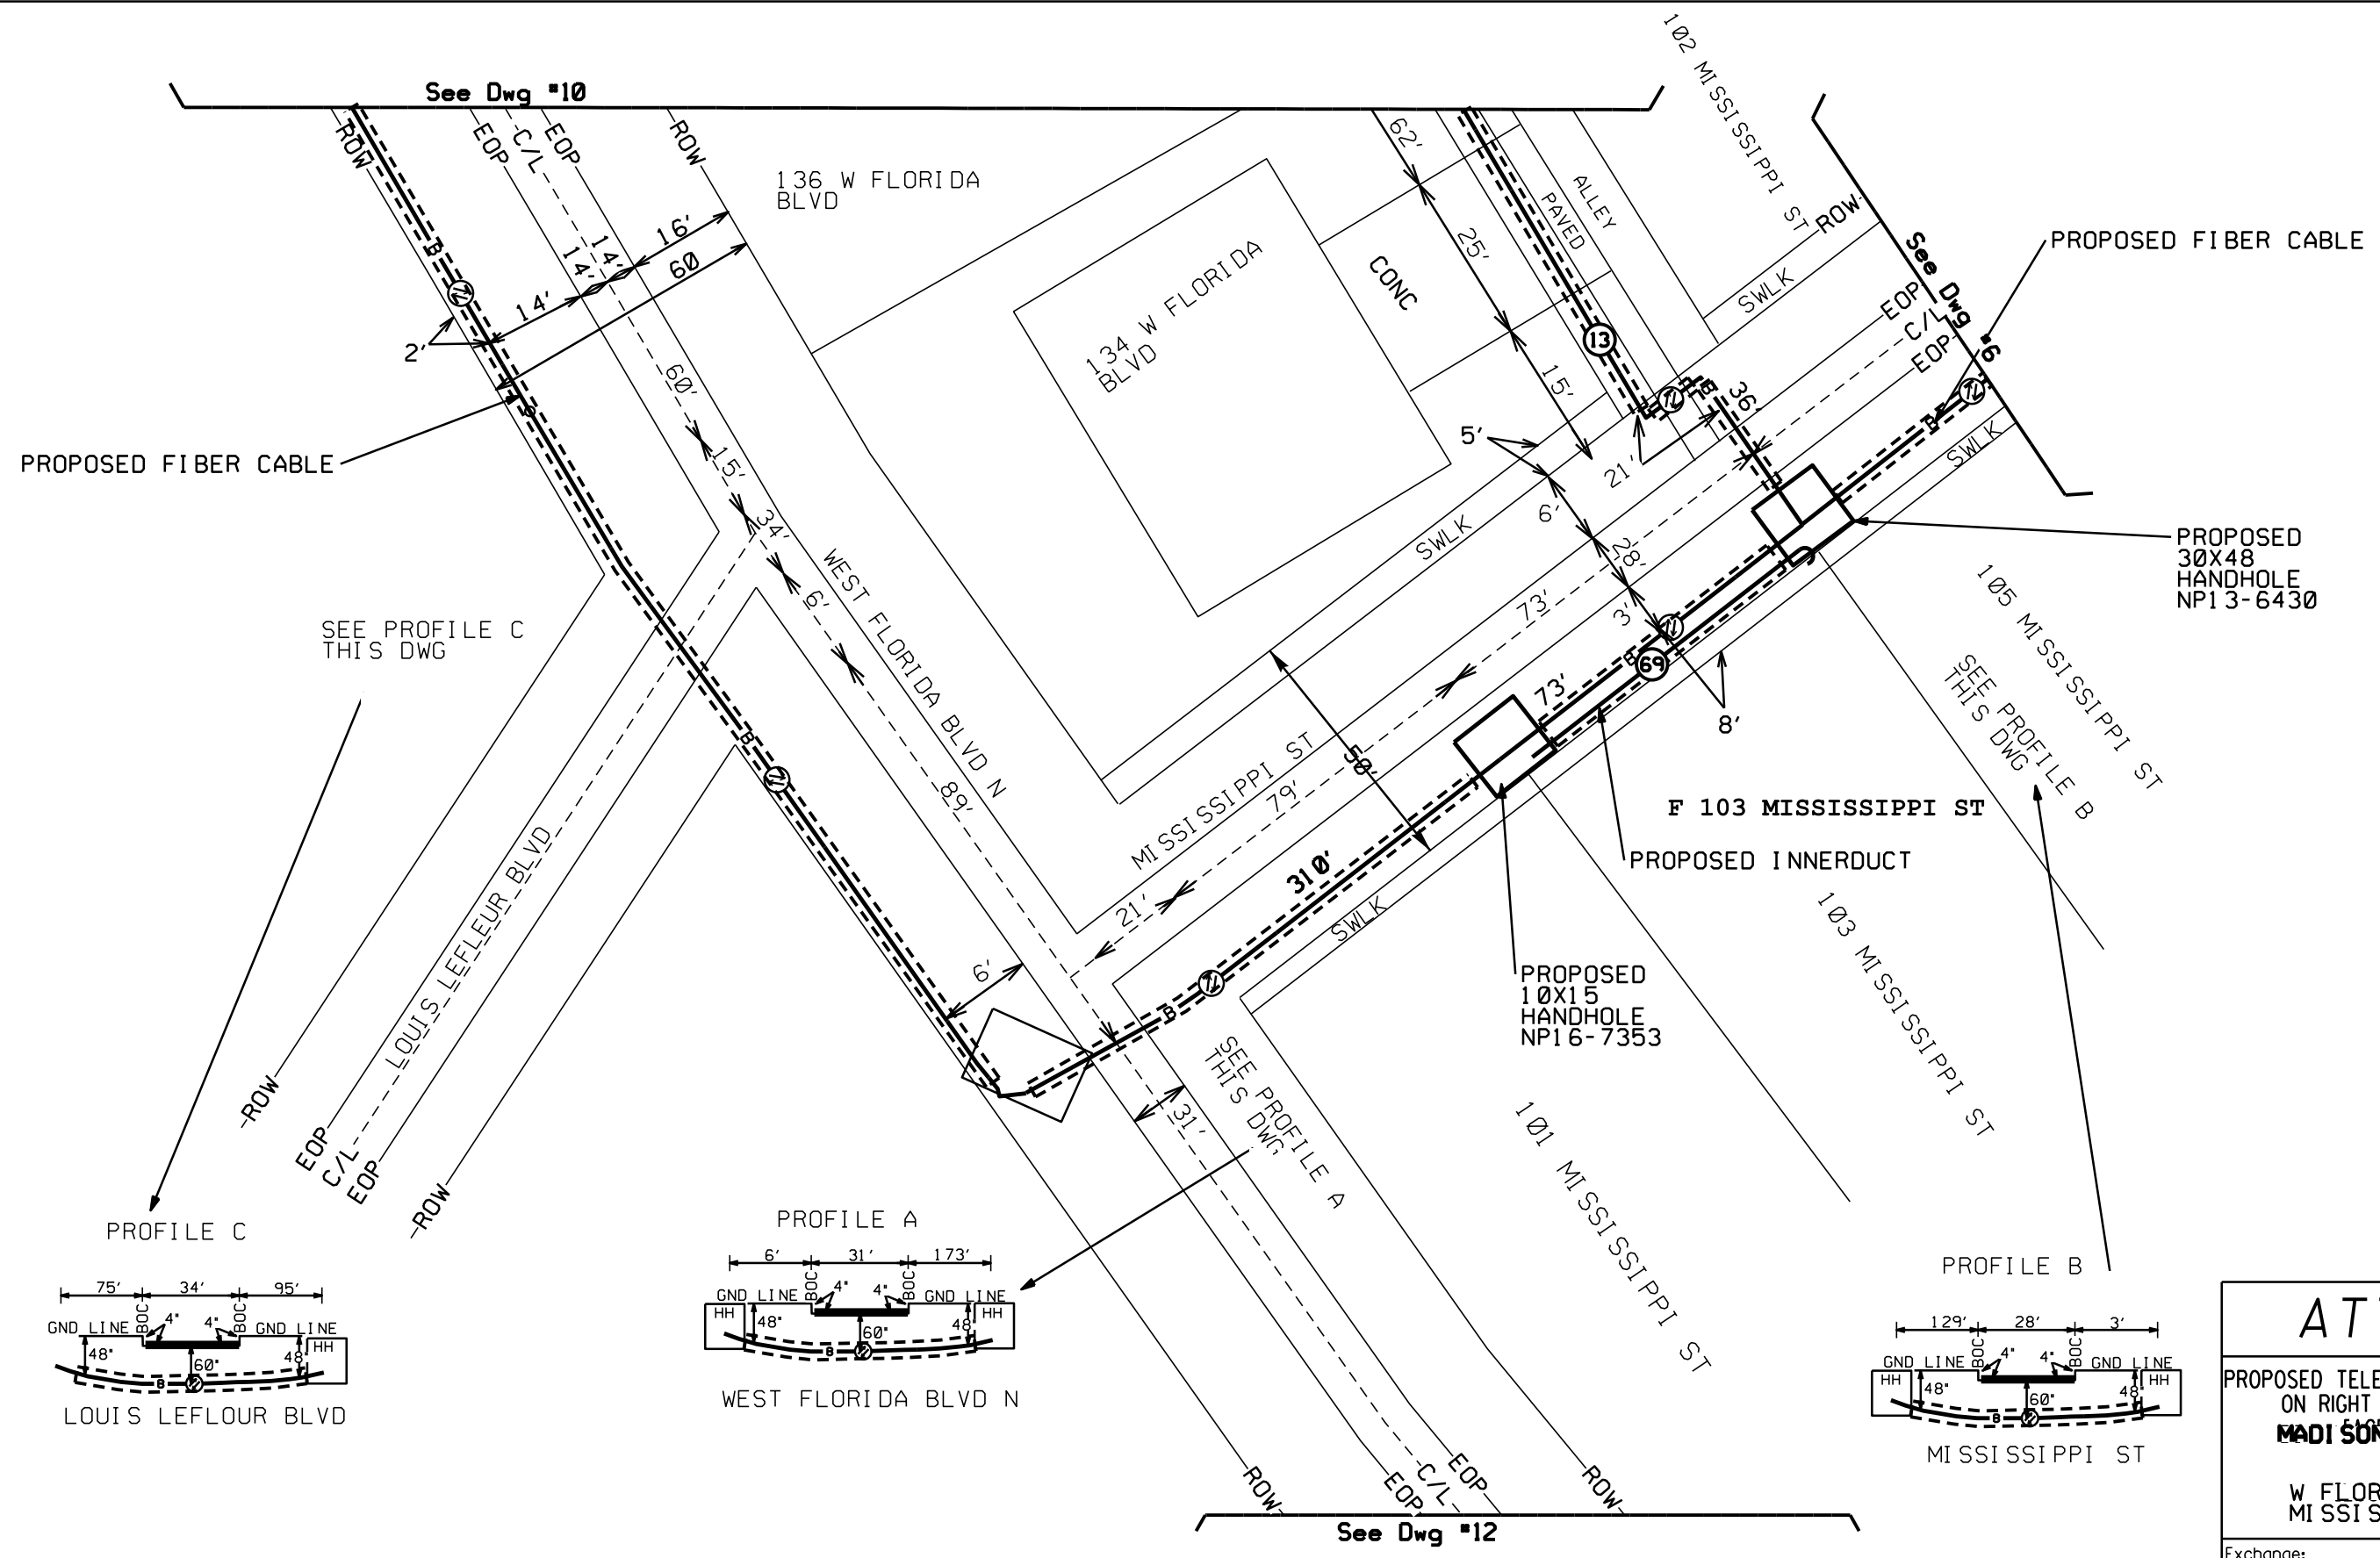 See Dwg #10
102 MISSISSIPPI ST
ROW
EOP
C/L
EOP
ROW
136 W FLORIDA
BLVD
62'
ALLEY
PAVED
ROW
See Dwg #6
PROPOSED FIBER CABLE
16'
60
14'
14'
14'
2'
25'
CONC
134 W FLORIDA
BLVD
SWLK
EOP
C/L
EOP
13
15'
36'
60'
5'
21'
SWLK
PROPOSED FIBER CABLE
B
15'
34'
6'
6'
28'
3'
SWLK
PROPOSED
30X48
HANDHOLE
NP13-6430
WEST FLORIDA BLVD N
73'
105 MISSISSIPPI ST
SEE PROFILE C
THIS DWG
B
69
73'
8'
SEE PROFILE B
THIS DWG
B
MISSISSIPPI ST
50'
79'
89'
F 103 MISSISSIPPI ST
PROPOSED INNERDUCT
310'
21'
SWLK
103 MISSISSIPPI ST
LOUIS LEFLEUR BLVD
6'
B
PROPOSED
10X15
HANDHOLE
NP16-7353
SEE PROFILE A
THIS DWG
31'
101 MISSISSIPPI ST
ROW
EOP
C/L
EOP
ROW
PROFILE C
75' 34' 95'
GND LINE BOC 4" 4" BOC GND LINE
HH
48" 60" 48"
B
LOUIS LEFLOUR BLVD
PROFILE A
6' 31' 173'
GND LINE BOC 4" 4" BOC GND LINE
HH HH
48" 60" 48"
B
WEST FLORIDA BLVD N
PROFILE B
129' 28' 3'
GND LINE BOC 4" 4" BOC GND LINE
HH HH
48" 60" 48"
B
MISSISSIPPI ST
ROW
EOP
C/L
EOP
ROW
See Dwg #12
AT
PROPOSED TELE
ON RIGHT
MADISON
W FLOR
MISSIS
Exchange: